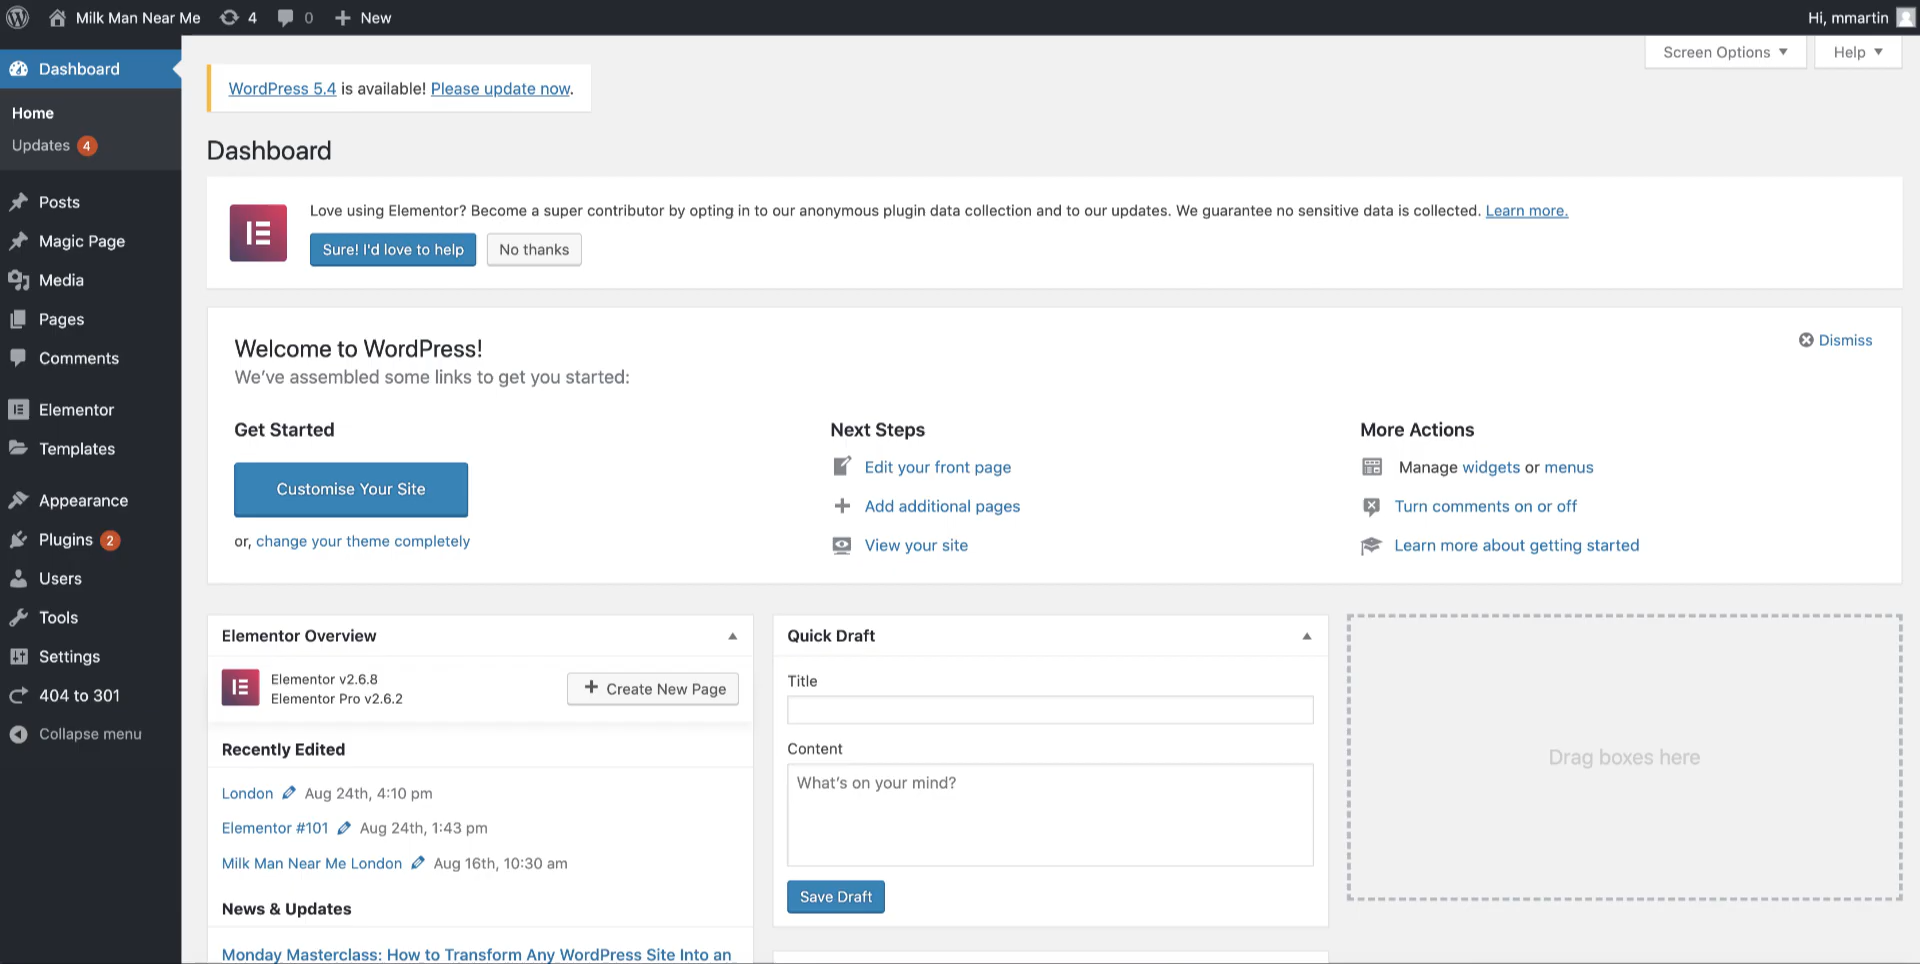 Milk Man Near Me 4 0 New Hi, mmartin
Screen Options Help
Dashboard
Home
Updates 4
Posts
Magic Page
Media
Pages
Comments
Elementor
Templates
Appearance
Plugins 2
Users
Tools
Settings
404 to 301
Collapse menu
WordPress 5.4 is available! Please update now.
Dashboard
Love using Elementor? Become a super contributor by opting in to our anonymous plugin data collection and to our updates. We guarantee no sensitive data is collected. Learn more.
Sure! I'd love to help No thanks
Welcome to WordPress!
Dismiss
We've assembled some links to get you started:
Get Started
Customise Your Site
or, change your theme completely
Next Steps
Edit your front page
Add additional pages
View your site
More Actions
Manage widgets or menus
Turn comments on or off
Learn more about getting started
Elementor Overview
Elementor v2.6.8
Elementor Pro v2.6.2
Create New Page
Recently Edited
London Aug 24th, 4:10 pm
Elementor #101 Aug 24th, 1:43 pm
Milk Man Near Me London Aug 16th, 10:30 am
News & Updates
Monday Masterclass: How to Transform Any WordPress Site Into an
Quick Draft
Title
Content
What's on your mind?
Save Draft
Drag boxes here